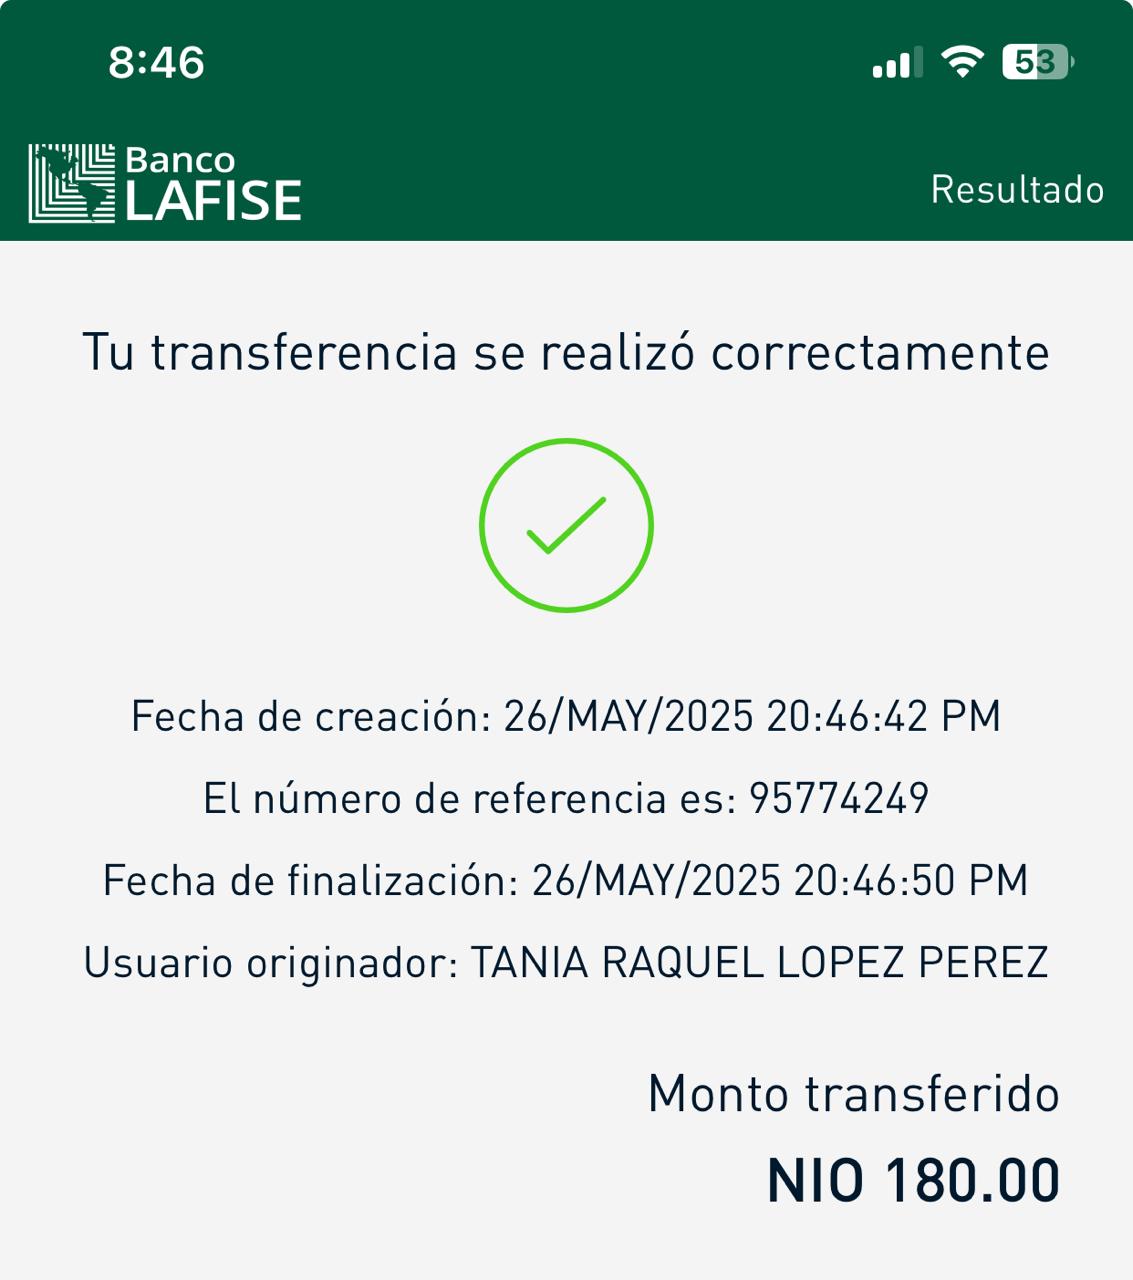 8:46
53
Banco
LAFISE
Resultado
Tu transferencia se realizó correctamente
Fecha de creación: 26/MAY/2025 20:46:42 PM
El número de referencia es: 95774249
Fecha de finalización: 26/MAY/2025 20:46:50 PM
Usuario originador: TANIA RAQUEL LOPEZ PEREZ
Monto transferido
NIO 180.00